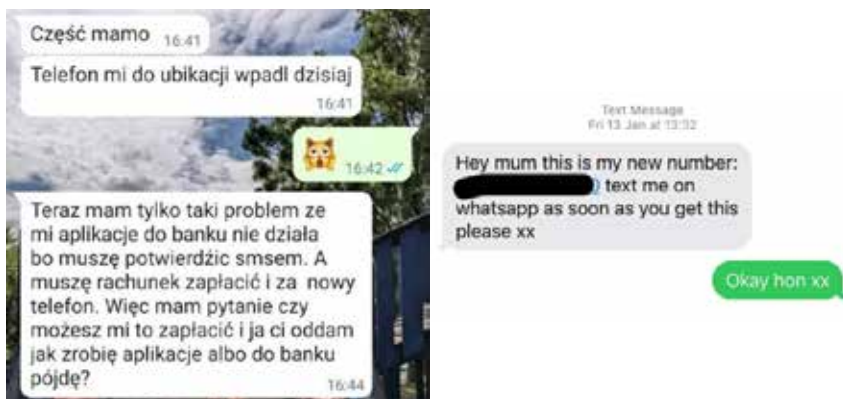 Część mamo 16:41
Telefon mi do ubikacji wpadl dzisiaj
16:41
16:42
Teraz mam tylko taki problem ze
mi aplikacje do banku nie działa
bo muszę potwierdźic smsem. A
muszę rachunek zapłacić i za nowy
telefon. Więc mam pytanie czy
możesz mi to zapłacić i ja ci oddam
jak zrobię aplikacje albo do banku
pójdę?
16:44
Text Message
Fri 13 Jan at 13:32
Hey mum this is my new number:
text me on
whatsapp as soon as you get this
please xx
Okay hon xx